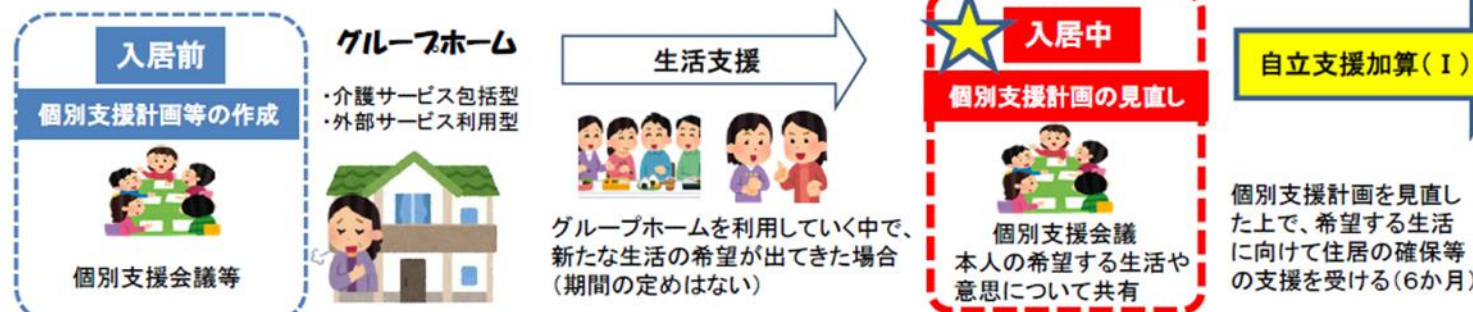 入居前
個別支援計画等の作成
個別支援会議等
グループホーム
・介護サービス包括型
・外部サービス利用型
生活支援
グループホームを利用していく中で、
新たな生活の希望が出てきた場合
（期間の定めはない）
入居中
個別支援計画の見直し
個別支援会議
本人の希望する生活や
意思について共有
自立支援加算（Ⅰ）
個別支援計画を見直し
た上で、希望する生活
に向けて住居の確保等
の支援を受ける（6か月）